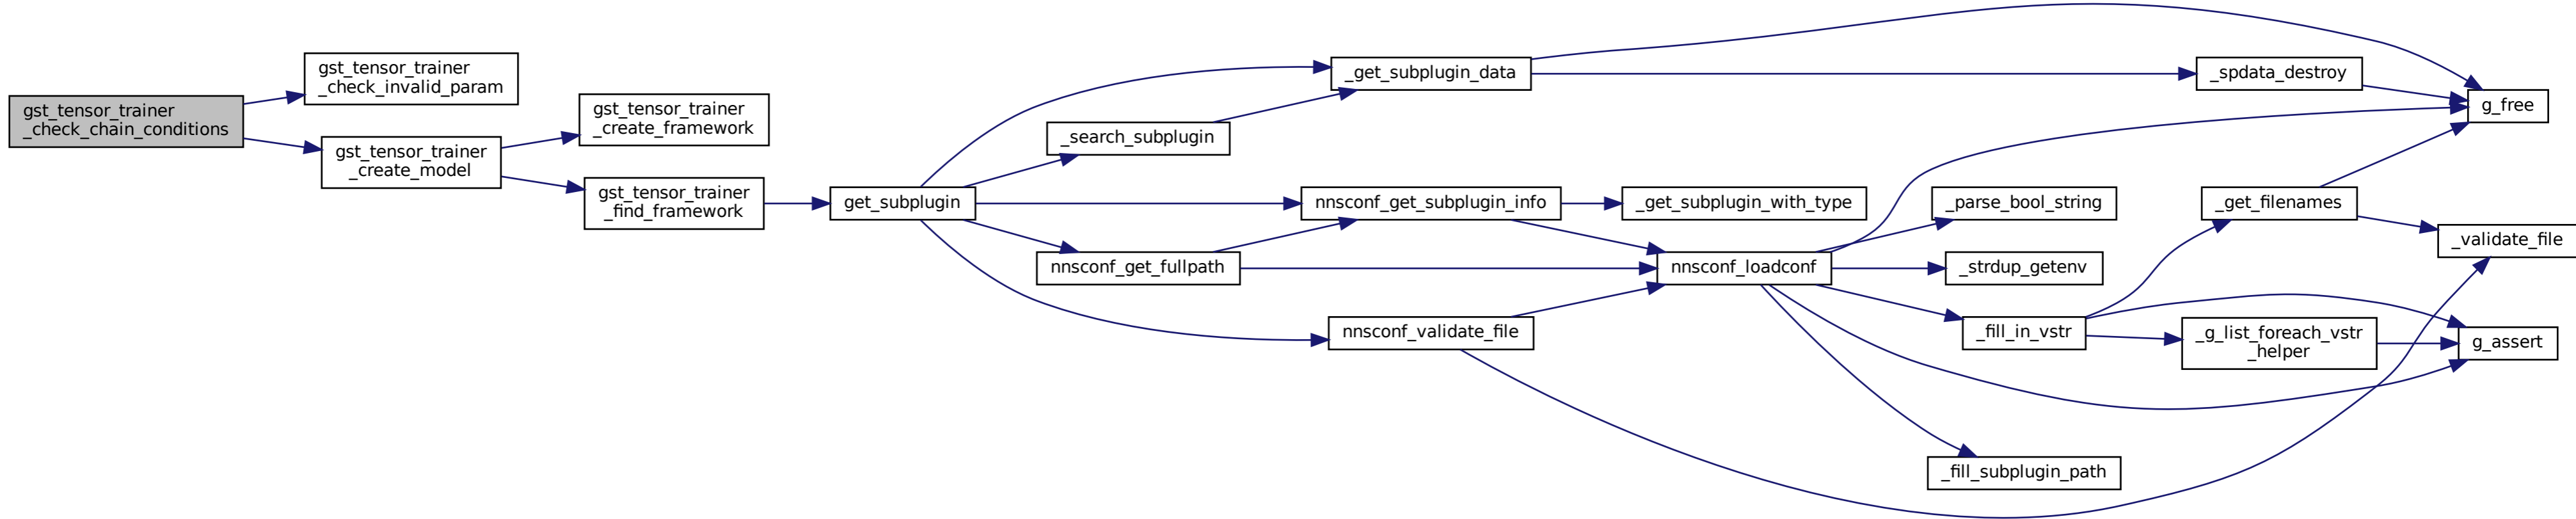 gst_tensor_trainer
_check_chain_conditions
gst_tensor_trainer
_check_invalid_param
gst_tensor_trainer
_create_model
gst_tensor_trainer
_create_framework
gst_tensor_trainer
_find_framework
get_subplugin
_get_subplugin_data
_search_subplugin
nnsconf_get_subplugin_info
nnsconf_get_fullpath
nnsconf_validate_file
_get_subplugin_with_type
nnsconf_loadconf
_spdata_destroy
g_free
_parse_bool_string
_strdup_getenv
_fill_in_vstr
_fill_subplugin_path
_get_filenames
_validate_file
_g_list_foreach_vstr
_helper
g_assert